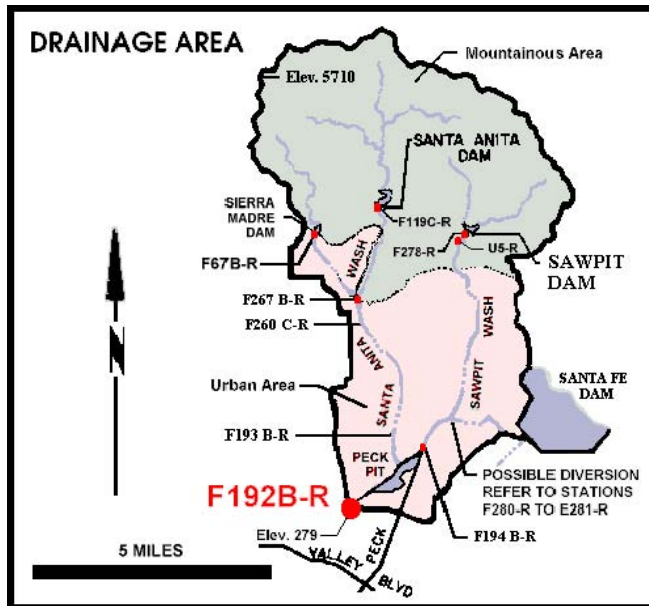 DRAINAGE AREA
Mountainous Area
Elev. 5710
SANTA ANITA
DAM
SIERRA
MADRE
DAM
F119C-R
F278-R
U5-R
SAWPIT
DAM
F67B-R
WASH
F267 B-R
F260 C-R
WASH
ANITA
SAWPIT
SANTA FE
DAM
Urban Area
SANTA
F193 B-R
PECK
PIT
POSSIBLE DIVERSION
REFER TO STATIONS
F280-R TO E281-R
F192B-R
F194 B-R
Elev. 279
N
5 MILES
VALLEY BLVD
PECK